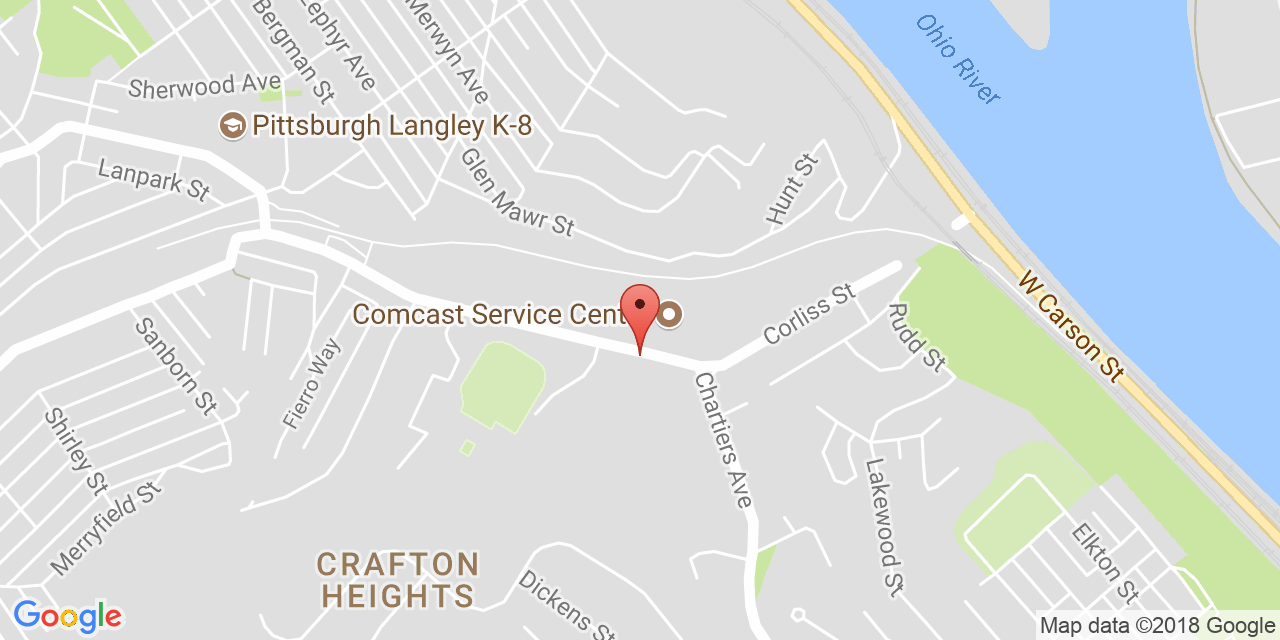 Ohio River
Zephyr Ave
Bergman St
Merwyn Ave
Sherwood Ave
Pittsburgh Langley K-8
Lanpark St
Glen Mawr St
Hunt St
W Carson St
Comcast Service Cent
Corliss St
Rudd St
Sanborn St
Fierro Way
Chartiers Ave
Shirley St
Merryfield St
Lakewood St
Elkton St
CRAFTON
HEIGHTS
Dickens St
Google
Map data ©2018 Google